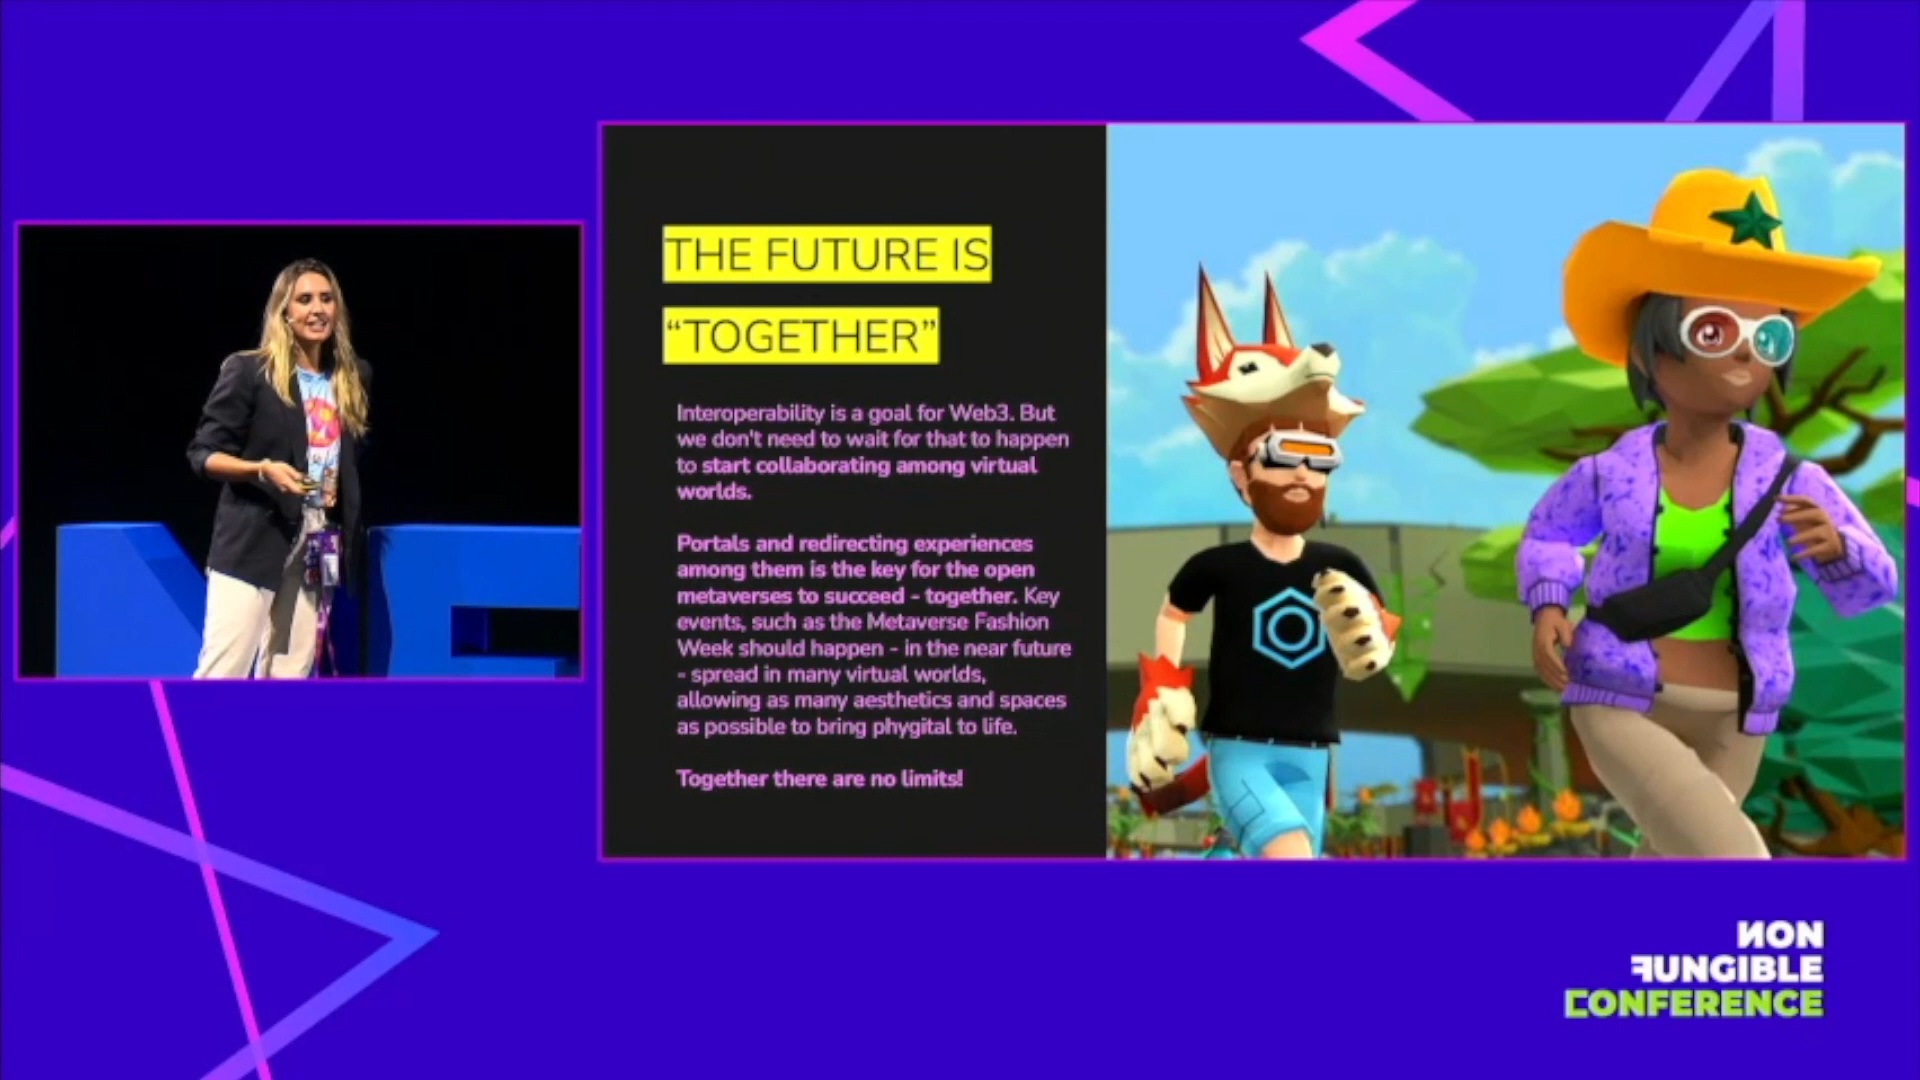 THE FUTURE IS
“TOGETHER”
Interoperability is a goal for Web3. But
we don't need to wait for that to happen
to start collaborating among virtual
worlds.
Portals and redirecting experiences
among them is the key for the open
metaverses to succeed - together. Key
events, such as the Metaverse Fashion
Week should happen - in the near future
- spread in many virtual worlds,
allowing as many aesthetics and spaces
as possible to bring phygital to life.
Together there are no limits!
NON
FUNGIBLE
CONFERENCE